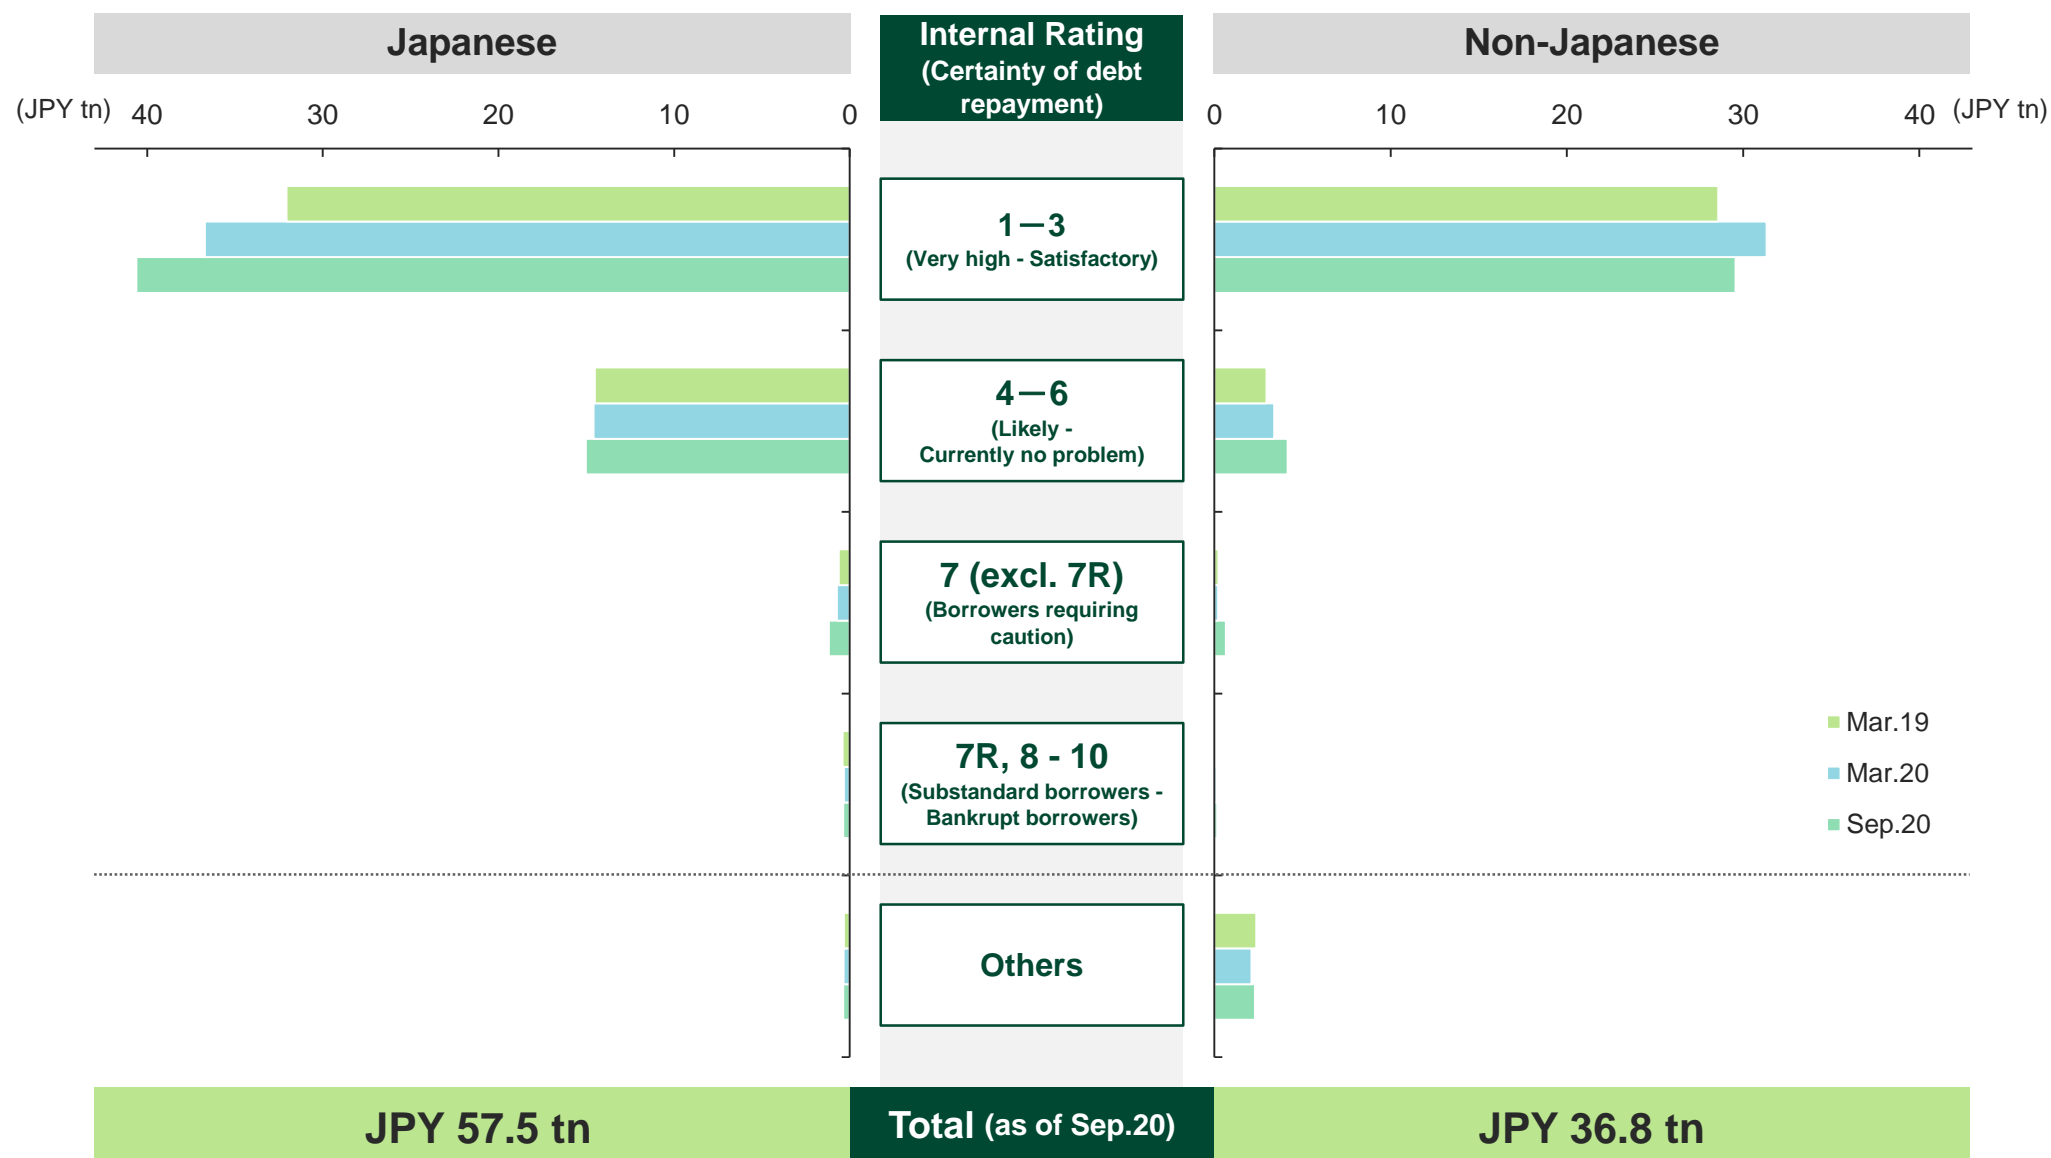 Japanese
Internal Rating
(Certainty of debt
repayment)
Non-Japanese
(JPY tn) 40 30 20 10 0
0 10 20 30 40 (JPY tn)
1－3
(Very high - Satisfactory)
4－6
(Likely -
Currently no problem)
7 (excl. 7R)
(Borrowers requiring
caution)
7R, 8 - 10
(Substandard borrowers -
Bankrupt borrowers)
Others
Mar.19
Mar.20
Sep.20
JPY 57.5 tn
Total (as of Sep.20)
JPY 36.8 tn